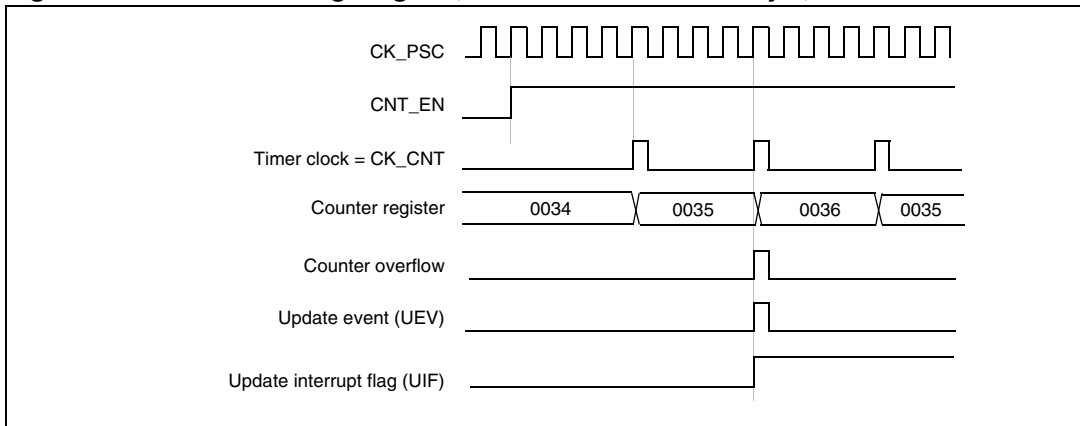 CK_PSC
CNT_EN
Timer clock = CK_CNT
Counter register 0034 0035 0036 0035
Counter overflow
Update event (UEV)
Update interrupt flag (UIF)